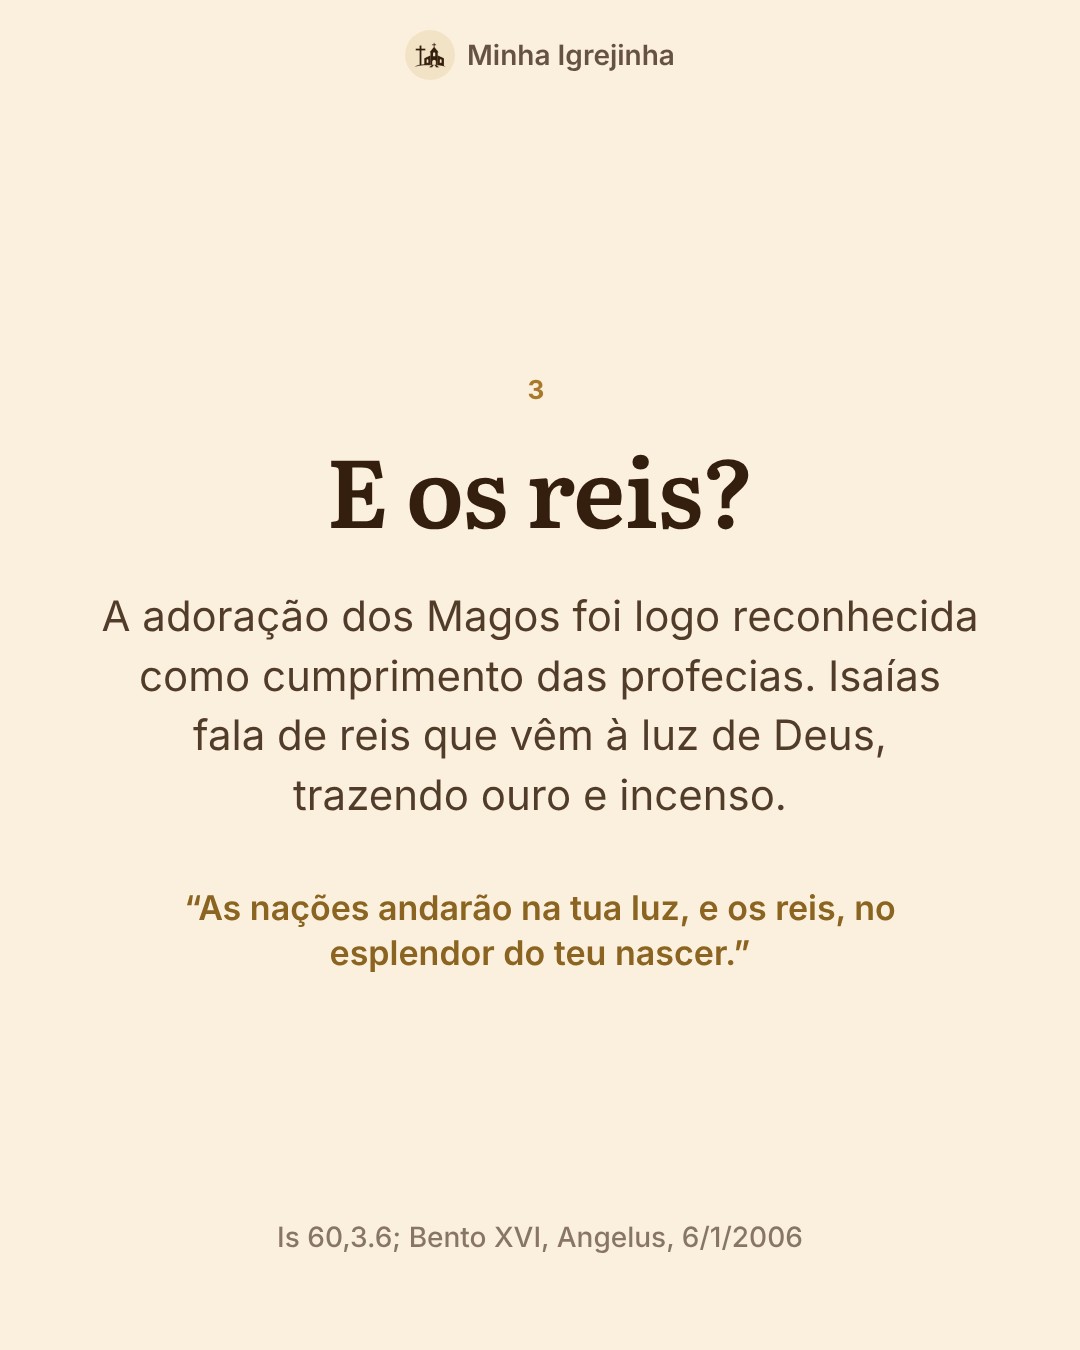 Minha Igrejinha
3
E os reis?
A adoração dos Magos foi logo reconhecida
como cumprimento das profecias. Isaías
fala de reis que vêm à luz de Deus,
trazendo ouro e incenso.
“As nações andarão na tua luz, e os reis, no
esplendor do teu nascer.”
Is 60,3.6; Bento XVI, Angelus, 6/1/2006